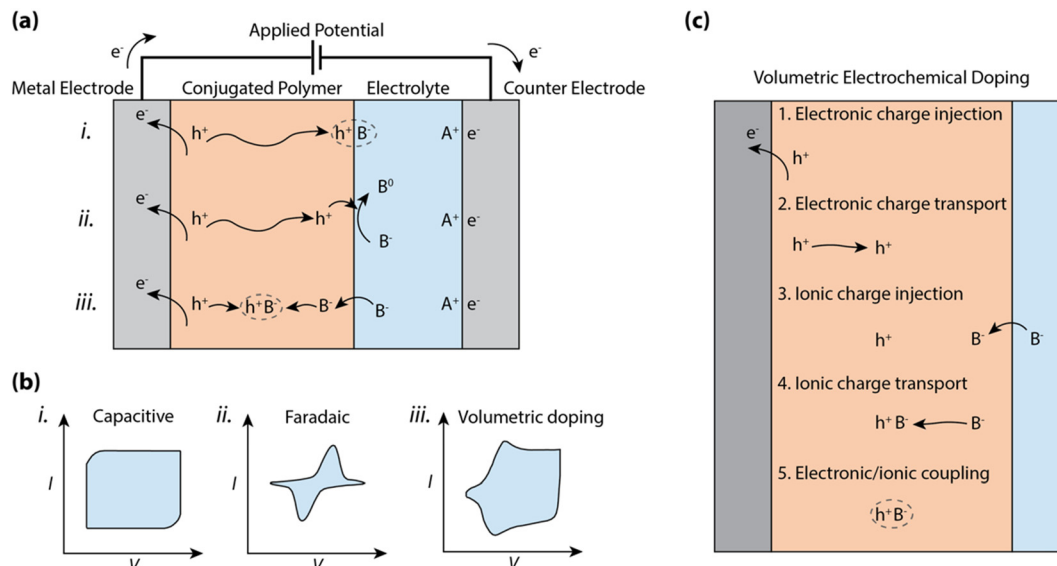 (a)
Applied Potential
e⁻
e⁻
Metal Electrode
Conjugated Polymer
Electrolyte
Counter Electrode
i.
e⁻
h⁺
h⁺ B⁻
A⁺
e⁻
ii.
e⁻
h⁺
h⁺
B⁰
B⁻
A⁺
e⁻
iii.
e⁻
h⁺
h⁺B⁻
B⁻
B⁻
A⁺
e⁻
(b)
i.
Capacitive
I
V
ii.
Faradaic
I
V
iii.
Volumetric doping
I
V
(c)
Volumetric Electrochemical Doping
1. Electronic charge injection
e⁻
h⁺
2. Electronic charge transport
h⁺
h⁺
3. Ionic charge injection
h⁺
B⁻
B⁻
4. Ionic charge transport
h⁺ B⁻
B⁻
5. Electronic/ionic coupling
h⁺B⁻